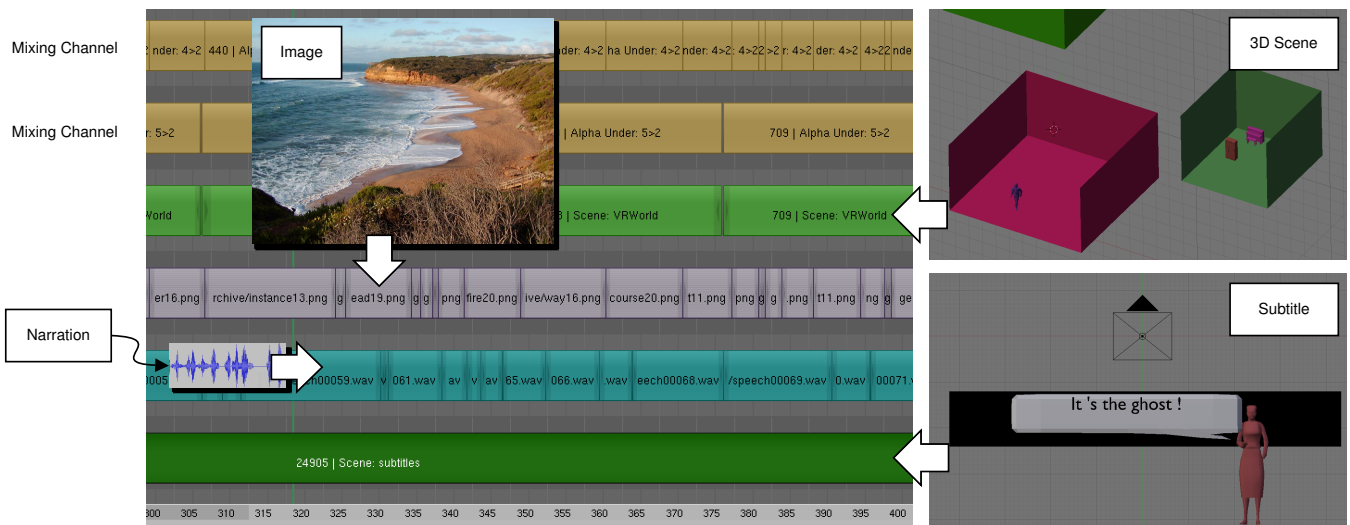 Mixing Channel
nder: 4>2
440 | Al
Image
der: 4>2
ha Under: 4>2
nder: 4>2
: 4>22
>2
r: 4>2
der: 4>2
4>22
nde
3D Scene
Mixing Channel
r: 5>2
| Alpha Under: 5>2
709 | Alpha Under: 5>2
World
| Scene: VRWorld
709 | Scene: VRWorld
er16.png
rchive/instance13.png
g
ead19.png
g
g
png
fire20.png
ive/way16.png
course20.png
t11.png
png
g
g
.png
t11.png
ng
g
ge
Subtitle
Narration
0005
ch00059.wav
v
061.wav
av
v
av
65.wav
066.wav
.wav
eech00068.wav
/speech00069.wav
0.wav
00071.v
It 's the ghost !
24905 | Scene: subtitles
300 305 310 315 320 325 330 335 340 345 350 355 360 365 370 375 380 385 390 395 400